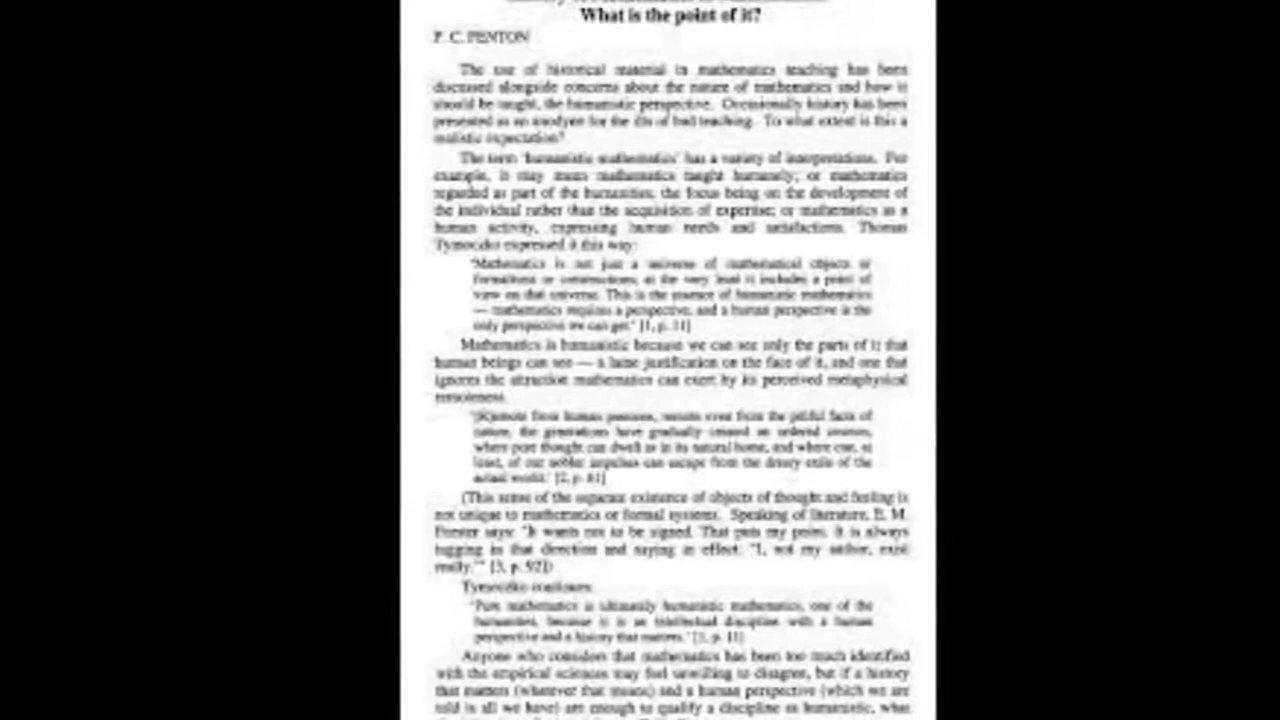 What is the point of it?
P. C. FENTON
The use of historical material in mathematics teaching has been
discussed alongside concerns about the nature of mathematics and how it
should be taught, the humanistic perspective. Occasionally history has been
presented as an anodyne for the ills of bad teaching. To what extent is this a
realistic expectation?
The term 'humanistic mathematics' has a variety of interpretations. For
example, it may mean mathematics taught humanely; or mathematics
regarded as part of the humanities, the focus being on the development of
the individual rather than the acquisition of expertise; or mathematics as a
human activity, expressing human needs and satisfactions. Thomas
Tymoczko expressed it this way:
'Mathematics is not just a universe of mathematical objects or
formalisms or constructions; at the very least it includes a point of
view on that universe. This is the essence of humanistic mathematics
— mathematics requires a perspective, and a human perspective is the
only perspective we can get.' [1, p. 11]
Mathematics is humanistic because we can see only the parts of it that
human beings can see — a lame justification on the face of it, and one that
ignores the attraction mathematics can exert by its perceived metaphysical
remoteness.
'[R]emote from human passions, remote even from the pitiful facts of
nature, the generations have gradually created an ordered cosmos,
where pure thought can dwell as in its natural home, and where one, at
least, of our nobler impulses can escape from the dreary exile of the
actual world.' [2, p. 61]
(This sense of the separate existence of objects of thought and feeling is
not unique to mathematics or formal systems. Speaking of literature, E. M.
Forster says: "It wants not to be signed. That puts my point. It is always
tugging in that direction and saying in effect: "I, not my author, exist
really."' [3, p. 92])
Tymoczko continues:
'Pure mathematics is ultimately humanistic mathematics, one of the
humanities, because it is an intellectual discipline with a human
perspective and a history that matters.' [1, p. 11]
Anyone who considers that mathematics has been too much identified
with the empirical sciences may feel unwilling to disagree, but if a history
that matters (whatever that means) and a human perspective (which we are
told is all we have) are enough to qualify a discipline as humanistic, what